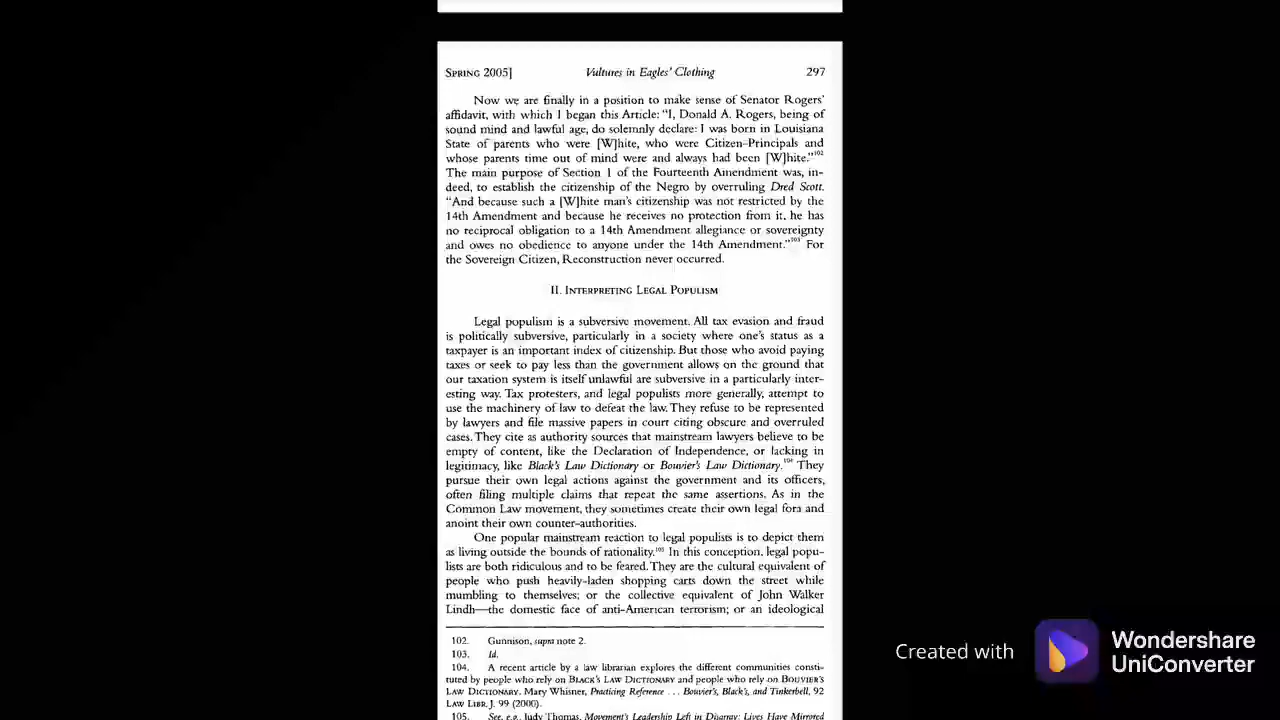 SPRING 2005] Vultures in Eagles' Clothing 297
Now we are finally in a position to make sense of Senator Rogers'
affidavit, with which I began this Article: "I, Donald A. Rogers, being of
sound mind and lawful age, do solemnly declare: I was born in Louisiana
State of parents who were [W]hite, who were Citizen-Principals and
whose parents time out of mind were and always had been [W]hite."102
The main purpose of Section 1 of the Fourteenth Amendment was, in-
deed, to establish the citizenship of the Negro by overruling Dred Scott.
"And because such a [W]hite man's citizenship was not restricted by the
14th Amendment and because he receives no protection from it, he has
no reciprocal obligation to a 14th Amendment allegiance or sovereignty
and owes no obedience to anyone under the 14th Amendment."103 For
the Sovereign Citizen, Reconstruction never occurred.
II. INTERPRETING LEGAL POPULISM
Legal populism is a subversive movement. All tax evasion and fraud
is politically subversive, particularly in a society where one's status as a
taxpayer is an important index of citizenship. But those who avoid paying
taxes or seek to pay less than the government allows on the ground that
our taxation system is itself unlawful are subversive in a particularly inter-
esting way. Tax protesters, and legal populists more generally, attempt to
use the machinery of law to defeat the law. They refuse to be represented
by lawyers and file massive papers in court citing obscure and overruled
cases. They cite as authority sources that mainstream lawyers believe to be
empty of content, like the Declaration of Independence, or lacking in
legitimacy, like Black's Law Dictionary or Bouvier's Law Dictionary.104 They
pursue their own legal actions against the government and its officers,
often filing multiple claims that repeat the same assertions. As in the
Common Law movement, they sometimes create their own legal fora and
anoint their own counter-authorities.
One popular mainstream reaction to legal populists is to depict them
as living outside the bounds of rationality.105 In this conception, legal popu-
lists are both ridiculous and to be feared. They are the cultural equivalent of
people who push heavily-laden shopping carts down the street while
mumbling to themselves; or the collective equivalent of John Walker
Lindh—the domestic face of anti-American terrorism; or an ideological
102. Gunnison, supra note 2.
103. Id.
104. A recent article by a law librarian explores the different communities consti-
tuted by people who rely on BLACK'S LAW DICTIONARY and people who rely on BOUVIER'S
LAW DICTIONARY. Mary Whisner, Practicing Reference . . . Bouvier's, Black's, and Tinkerbell, 92
LAW LIBR. J. 99 (2000).
105. See, e.g., Judy Thomas, Movement's Leadership Left in Disarray: Lives Have Mirrored
Created with Wondershare
UniConverter